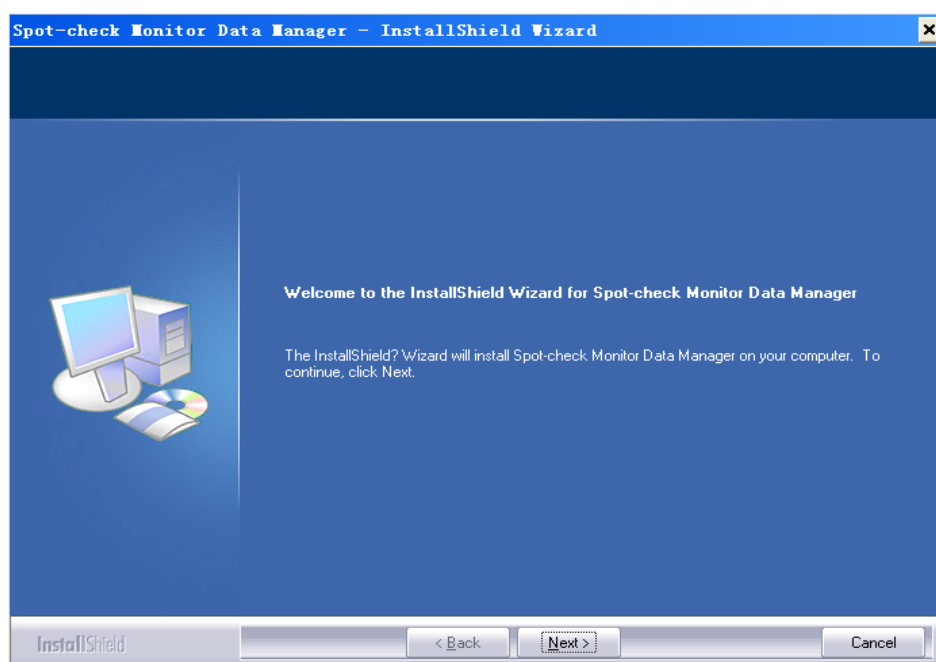 Spot-check Monitor Data Manager - InstallShield Wizard
Welcome to the InstallShield Wizard for Spot-check Monitor Data Manager
The InstallShield? Wizard will install Spot-check Monitor Data Manager on your computer. To
continue, click Next.
InstallShield
< Back
Next >
Cancel